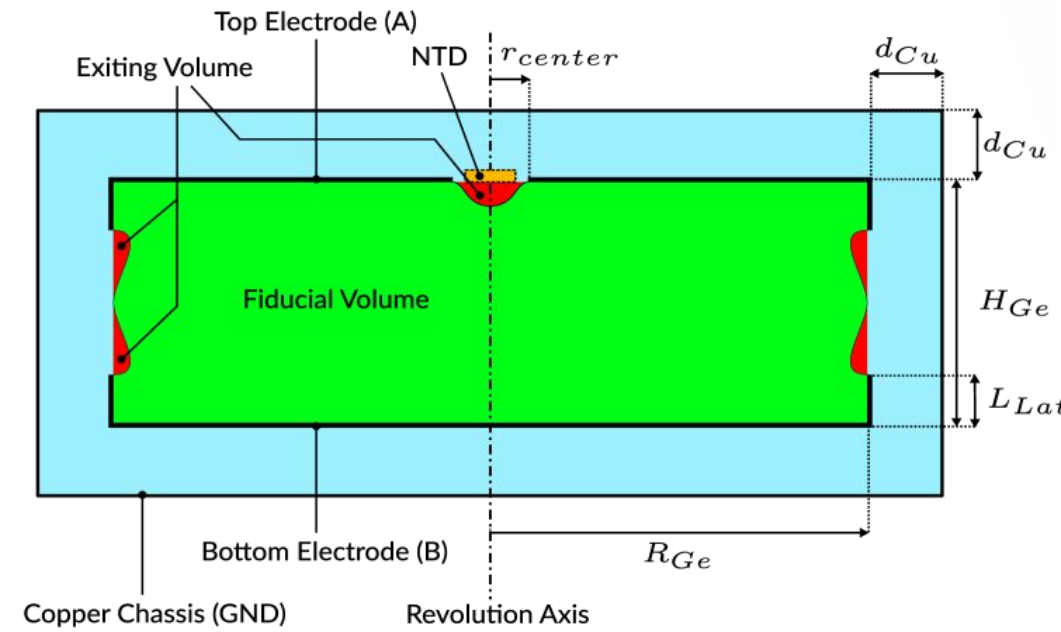 Top Electrode (A)
Exiting Volume
NTD
r_center
d_Cu
d_Cu
Fiducial Volume
H_Ge
L_Lat
Bottom Electrode (B)
R_Ge
Copper Chassis (GND)
Revolution Axis